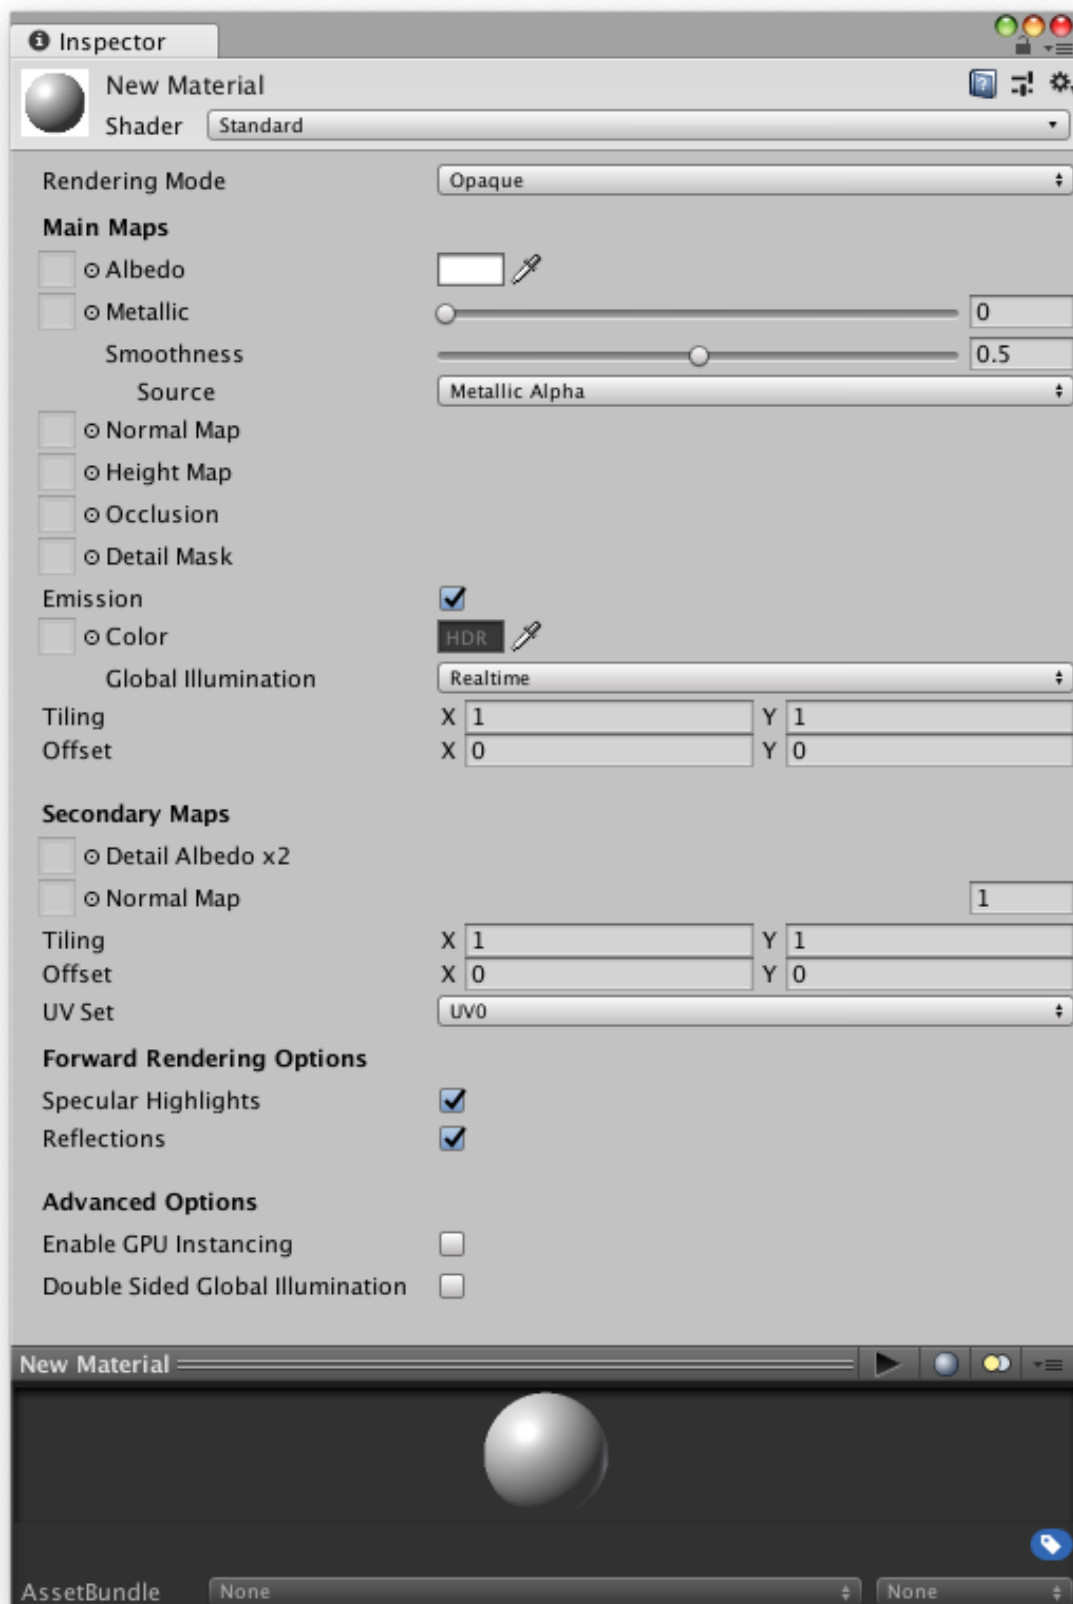 Inspector
New Material
Shader Standard
Rendering Mode Opaque
Main Maps
Albedo
Metallic 0
Smoothness 0.5
Source Metallic Alpha
Normal Map
Height Map
Occlusion
Detail Mask
Emission
Color HDR
Global Illumination Realtime
Tiling X 1 Y 1
Offset X 0 Y 0
Secondary Maps
Detail Albedo x2
Normal Map 1
Tiling X 1 Y 1
Offset X 0 Y 0
UV Set UV0
Forward Rendering Options
Specular Highlights
Reflections
Advanced Options
Enable GPU Instancing
Double Sided Global Illumination
New Material
AssetBundle None None